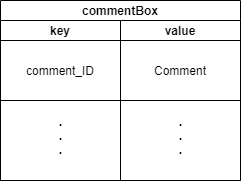 commentBox
key value
comment_ID Comment
. .
. .
. .